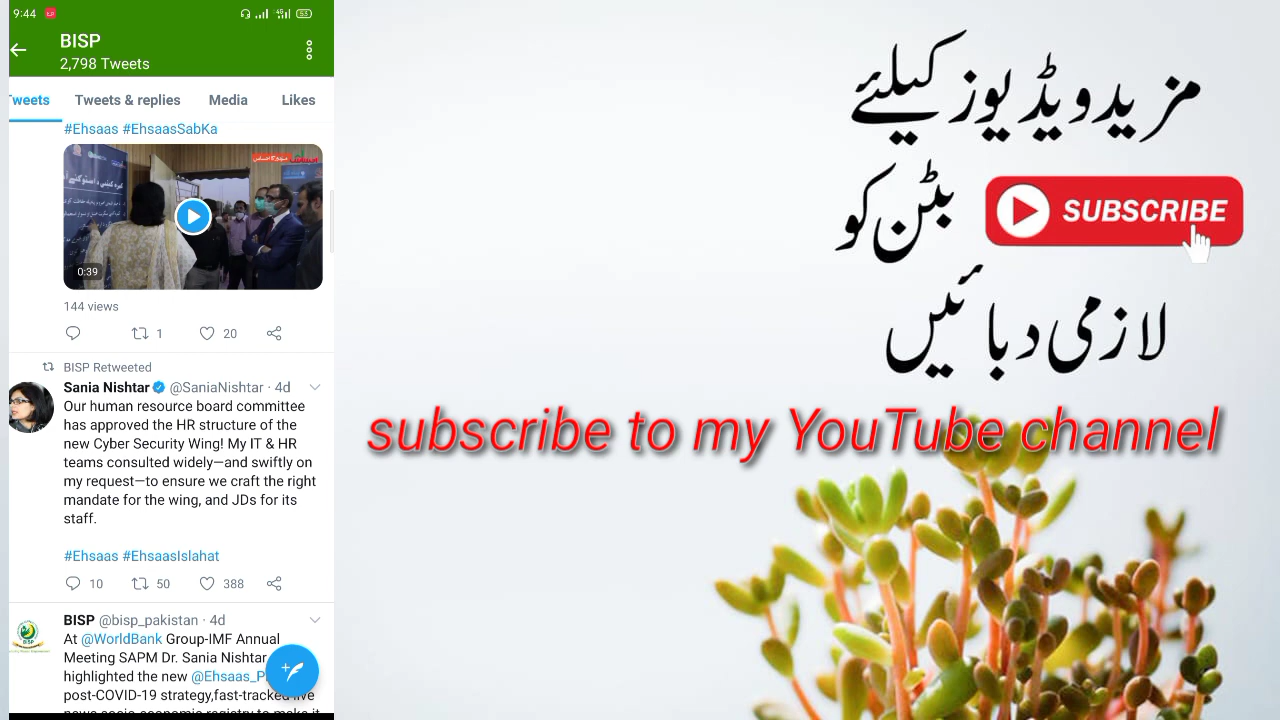 9:44
BISP
2,798 Tweets
Tweets & replies
Media
Likes
#Ehsaas #EhsaasSabKa
0:39
144 views
1
20
BISP Retweeted
Sania Nishtar @SaniaNishtar · 4d
Our human resource board committee
has approved the HR structure of the
new Cyber Security Wing! My IT & HR
teams consulted widely—and swiftly on
my request—to ensure we craft the right
mandate for the wing, and JDs for its
staff.
#Ehsaas #EhsaasIslahat
10
50
388
BISP @bisp_pakistan · 4d
At @WorldBank Group-IMF Annual
Meeting SAPM Dr. Sania Nishtar
highlighted the new
post-COVID-19 strategy,fast-tracked
مزید ویڈیوز کیلئے
SUBSCRIBE بٹن کو
لازمی دبائیں
subscribe to my YouTube channel